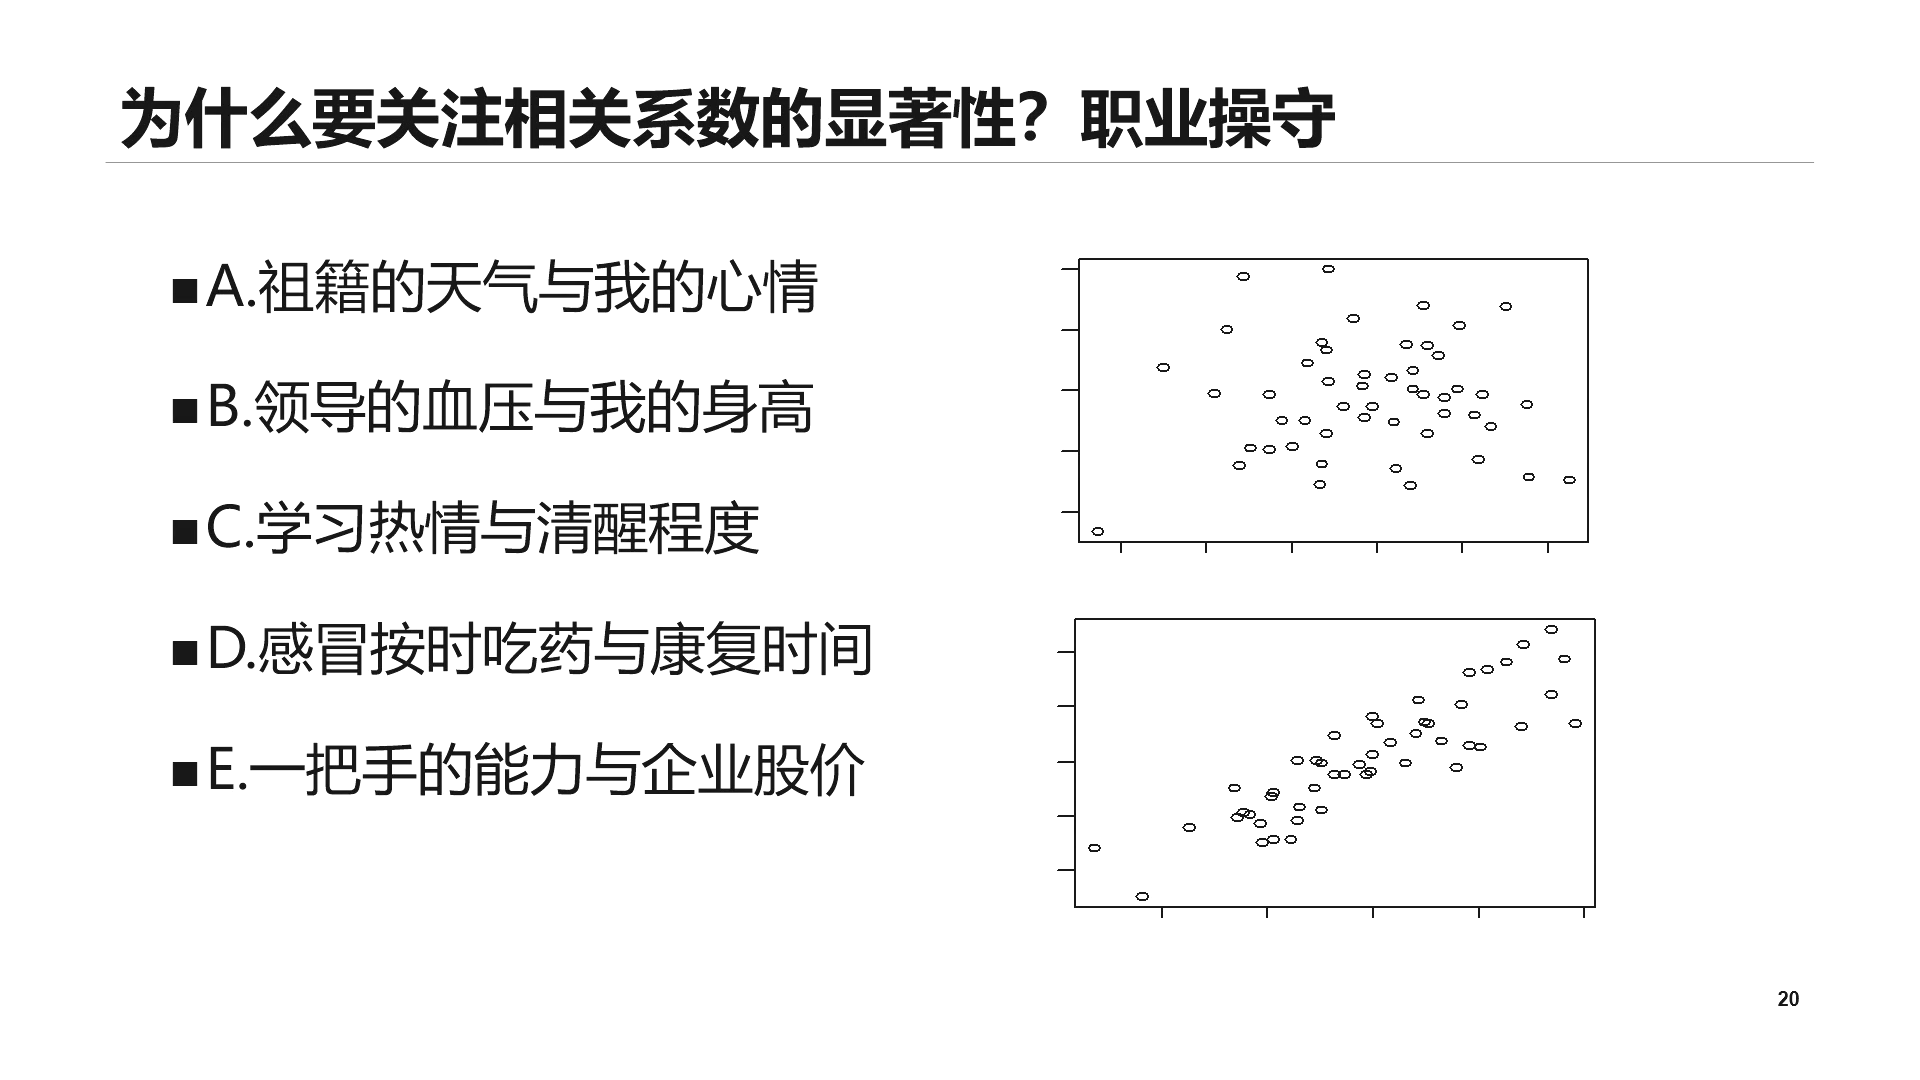 为什么要关注相关系数的显著性？职业操守
■A.祖籍的天气与我的心情
■B.领导的血压与我的身高
■C.学习热情与清醒程度
■D.感冒按时吃药与康复时间
■E.一把手的能力与企业股价
20